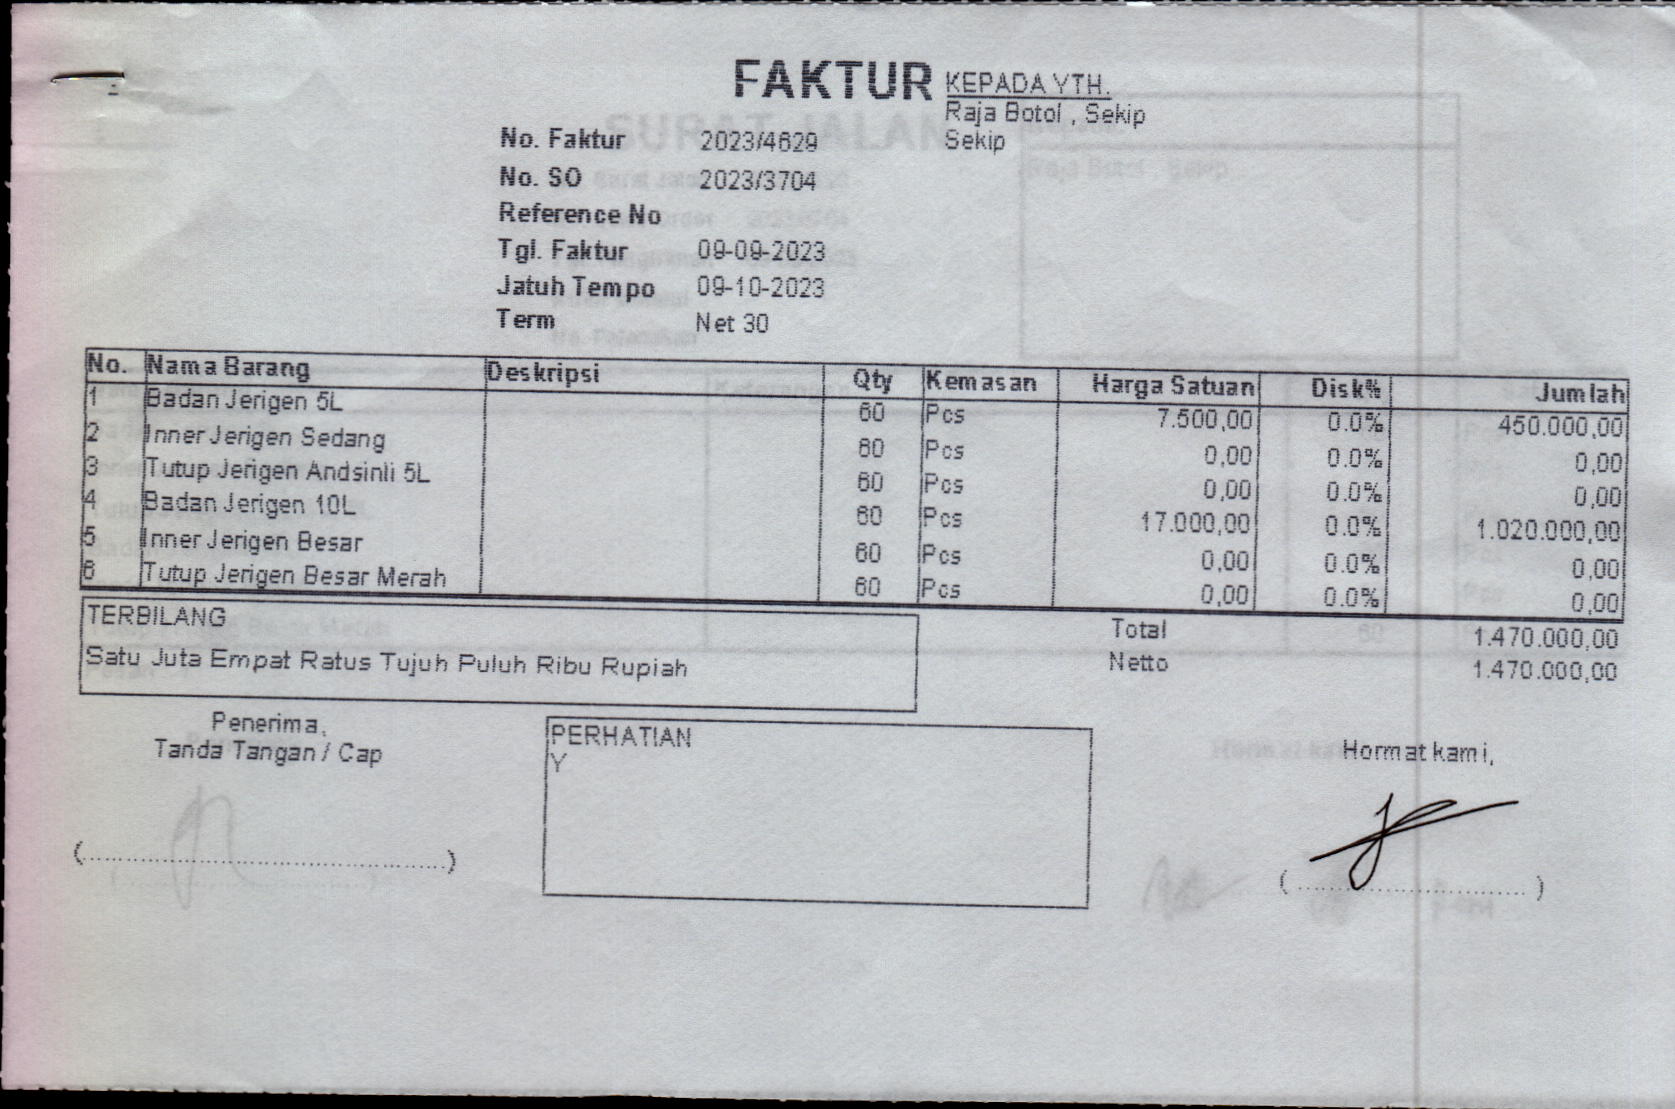 FAKTUR
KEPADA YTH.
Raja Botol , Sekip
Sekip
No. Faktur 2023/4629
No. SO 2023/3704
Reference No
Tgl. Faktur 09-09-2023
Jatuh Tempo 09-10-2023
Term Net 30
No. Nama Barang Deskripsi Qty Kemasan Harga Satuan Disk% Jumlah
1 Badan Jerigen 5L 60 Pcs 7.500,00 0.0% 450.000,00
2 Inner Jerigen Sedang 60 Pcs 0,00 0.0% 0,00
3 Tutup Jerigen Andsinli 5L 60 Pcs 0,00 0.0% 0,00
4 Badan Jerigen 10L 60 Pcs 17.000,00 0.0% 1.020.000,00
5 Inner Jerigen Besar 60 Pcs 0,00 0.0% 0,00
6 Tutup Jerigen Besar Merah 60 Pcs 0,00 0.0% 0,00
TERBILANG
Satu Juta Empat Ratus Tujuh Puluh Ribu Rupiah
Total 1.470.000,00
Netto 1.470.000,00
Penerima,
Tanda Tangan / Cap
PERHATIAN
Y
Hormat kami,